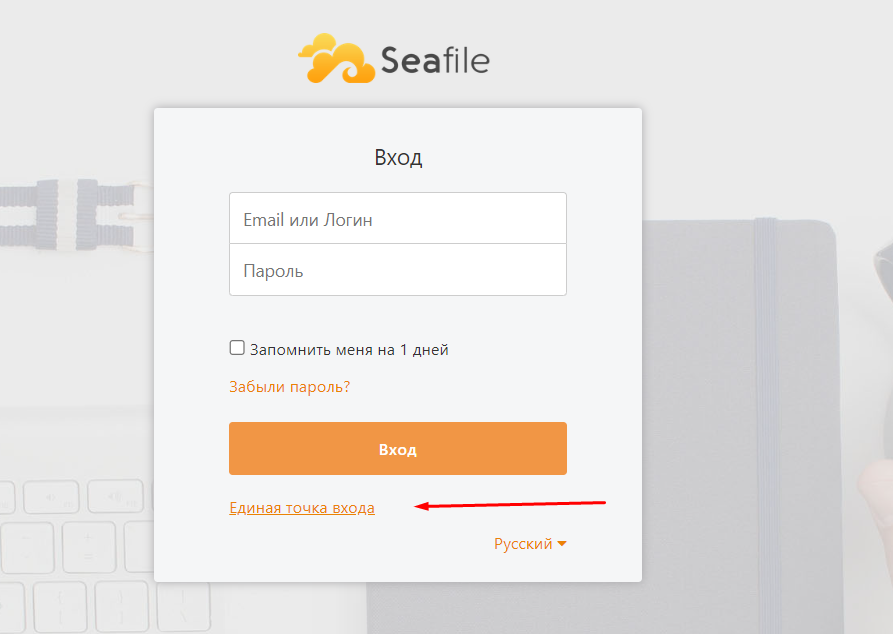 Seafile
Вход
Email или Логин
Пароль
Запомнить меня на 1 дней
Забыли пароль?
Вход
Единая точка входа
Русский